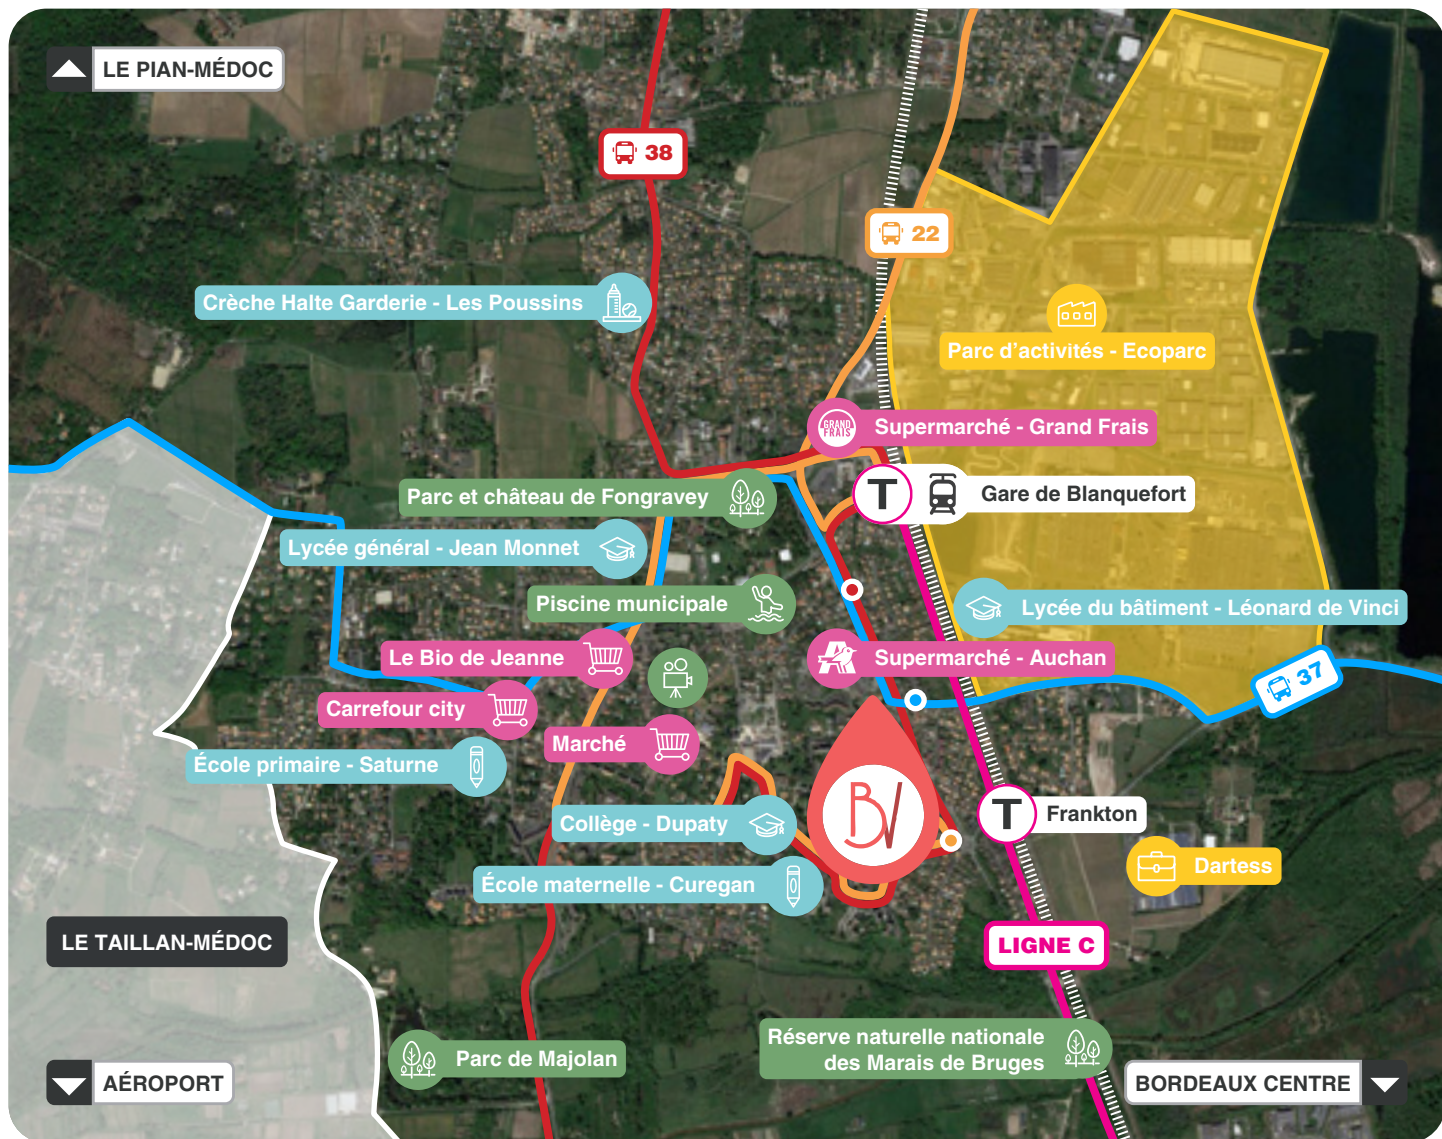 LE PIAN-MÉDOC
38
22
Crèche Halte Garderie - Les Poussins
Parc d’activités - Ecoparc
GRAND
FRAIS
Supermarché - Grand Frais
Parc et château de Fongravey
T
Gare de Blanquefort
Lycée général - Jean Monnet
Piscine municipale
Lycée du bâtiment - Léonard de Vinci
Le Bio de Jeanne
Supermarché - Auchan
37
Carrefour city
Marché
École primaire - Saturne
BV
T
Frankton
Collège - Dupaty
Dartess
École maternelle - Curegan
LE TAILLAN-MÉDOC
LIGNE C
Réserve naturelle nationale
des Marais de Bruges
Parc de Majolan
AÉROPORT
BORDEAUX CENTRE